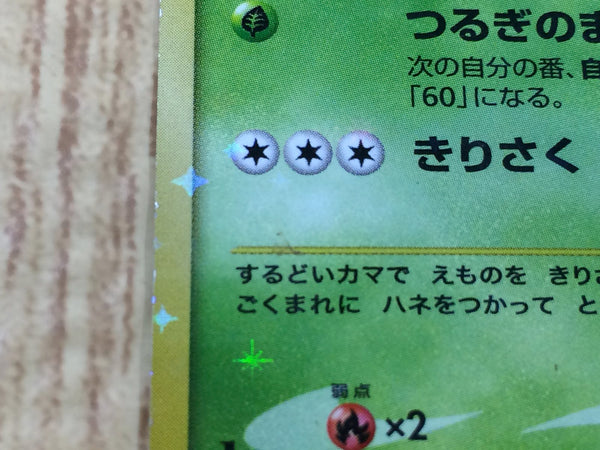 つるぎのま
次の自分の番、自
「60」になる。
きりさく
するどいカマで えものを きりさ
ごくまれに ハネをつかって と
弱点
×2